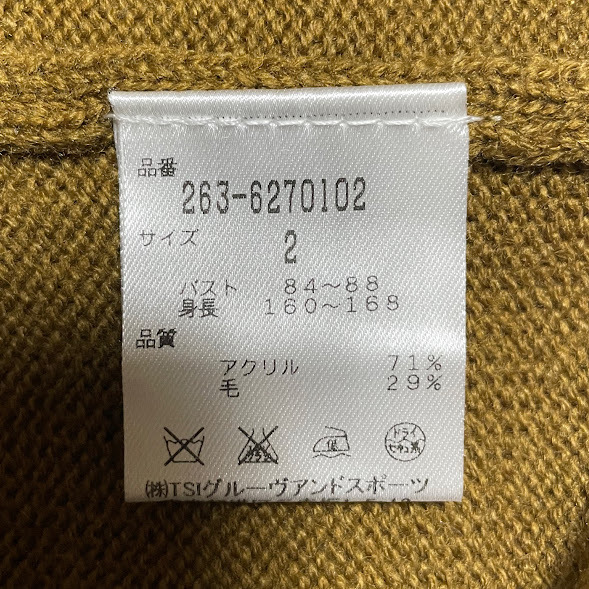 品番
263-6270102
サイズ 2
バスト 84～88
身長 160～168
品質
アクリル 71%
毛 29%
低 ドライ セキユ系
(株)TSIグルーヴアンドスポーツ